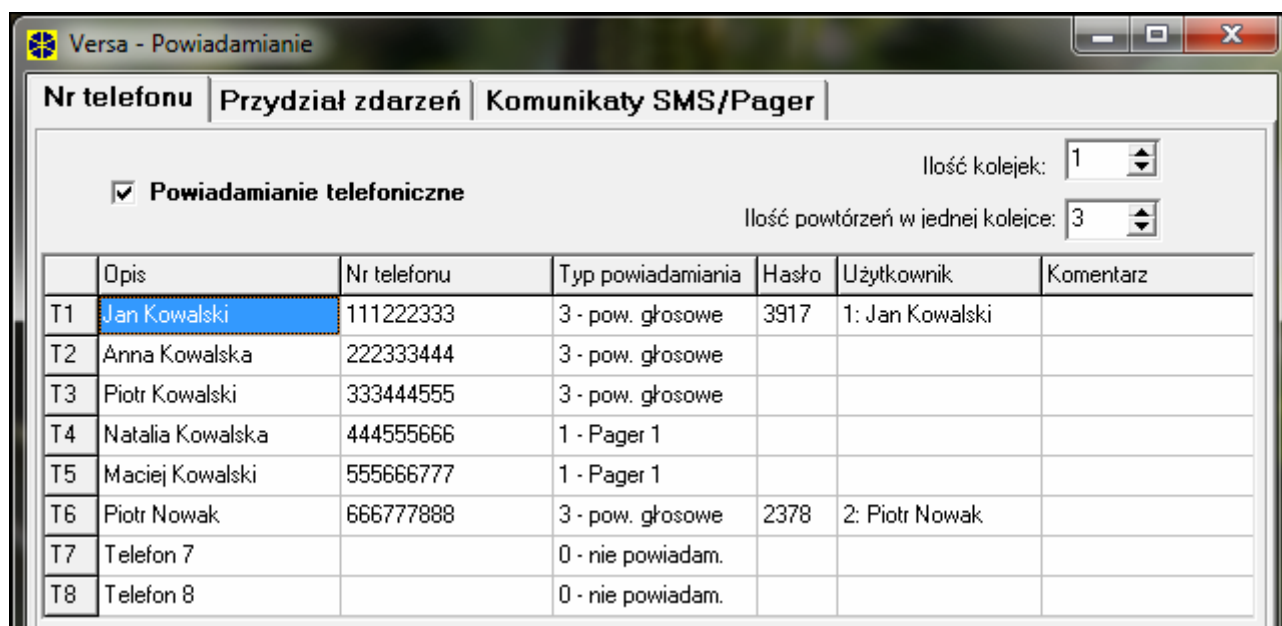 Versa - Powiadamianie
Nr telefonu Przydział zdarzeń Komunikaty SMS/Pager
Ilość kolejek: 1
Powiadamianie telefoniczne
Ilość powtórzeń w jednej kolejce: 3
Opis Nr telefonu Typ powiadamiania Hasło Użytkownik Komentarz
T1 Jan Kowalski 111222333 3 - pow. głosowe 3917 1: Jan Kowalski
T2 Anna Kowalska 222333444 3 - pow. głosowe
T3 Piotr Kowalski 333444555 3 - pow. głosowe
T4 Natalia Kowalska 444555666 1 - Pager 1
T5 Maciej Kowalski 555666777 1 - Pager 1
T6 Piotr Nowak 666777888 3 - pow. głosowe 2378 2: Piotr Nowak
T7 Telefon 7 0 - nie powiadam.
T8 Telefon 8 0 - nie powiadam.